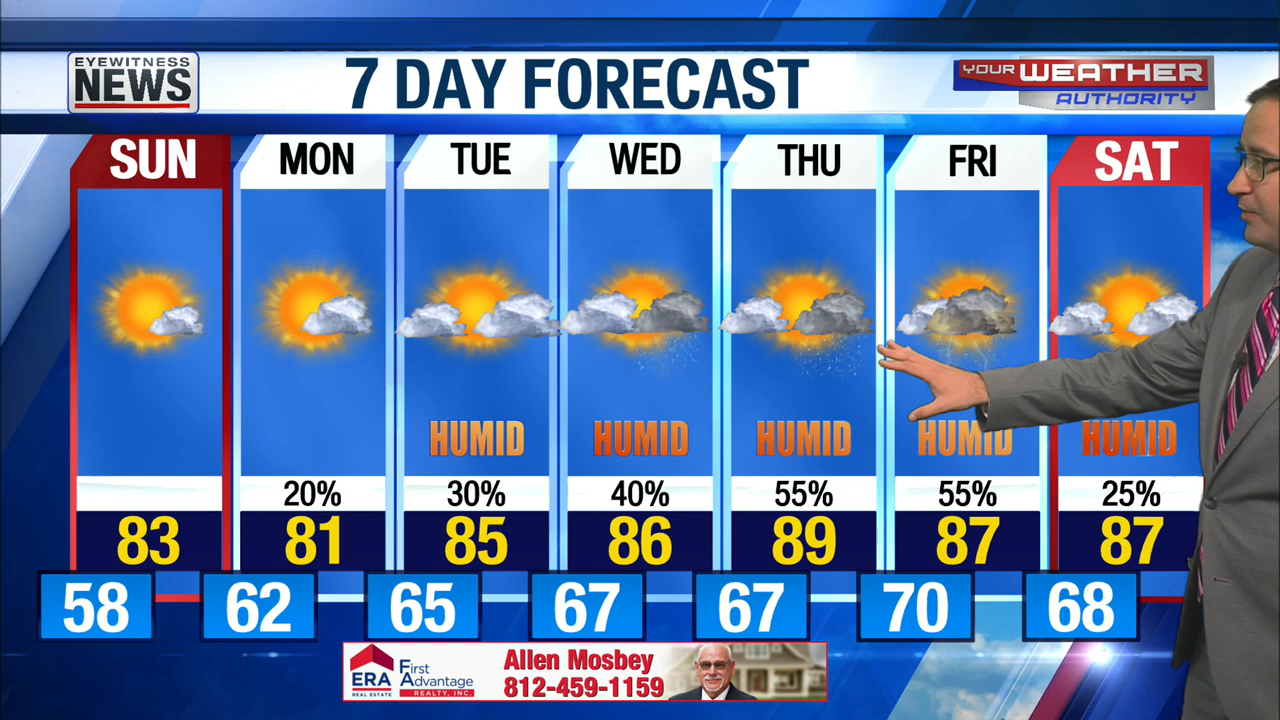 EYEWITNESS
NEWS
7 DAY FORECAST
YOUR WEATHER
AUTHORITY
SUN MON TUE WED THU FRI SAT
HUMID HUMID HUMID HUMID HUMID
20% 30% 40% 55% 55% 25%
83 81 85 86 89 87 87
58 62 65 67 67 70 68
ERA
REAL ESTATE
First
Advantage
REALTY, INC.
Allen Mosbey
812-459-1159